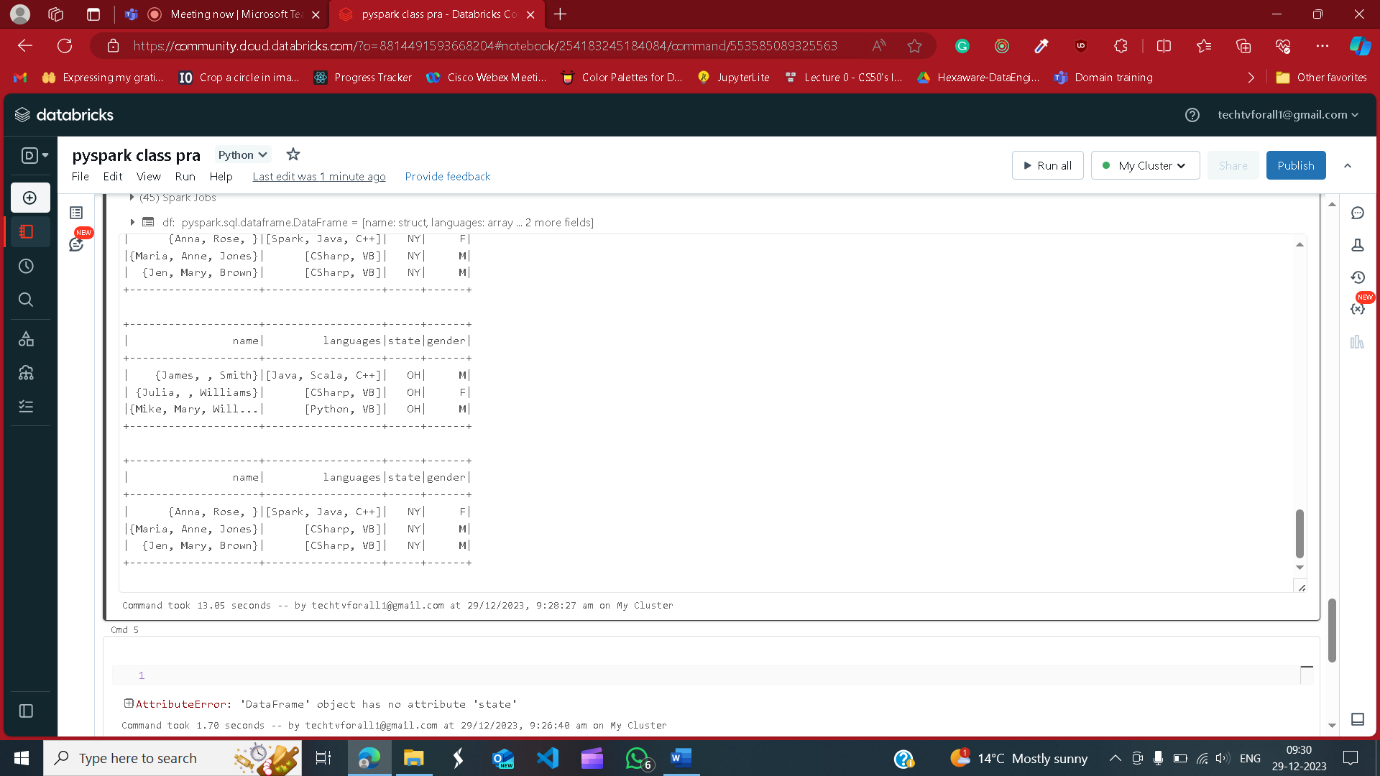 Meeting now | Microsoft Tea
pyspark class pra - Databricks Co
https://community.cloud.databricks.com/?o=8814491593668204#notebook/254183245184084/command/553585089325563
Expressing my grati...
Crop a circle in ima...
Progress Tracker
Cisco Webex Meeti...
Color Palettes for D...
JupyterLite
Lecture 0 - CS50's I...
Hexaware-DataEngi...
Domain training
Other favorites
databricks
techtvforall1@gmail.com
D
pyspark class pra
Python
File Edit View Run Help Last edit was 1 minute ago Provide feedback
Run all
My Cluster
Share
Publish
NEW
NEW
(45) Spark Jobs
df: pyspark.sql.dataframe.DataFrame = [name: struct, languages: array ... 2 more fields]
|      {Anna, Rose, }|[Spark, Java, C++]|   NY|     F|
|{Maria, Anne, Jones}|      [CSharp, VB]|   NY|     M|
|  {Jen, Mary, Brown}|      [CSharp, VB]|   NY|     M|
+--------------------+------------------+-----+------+
+--------------------+------------------+-----+------+
|                name|         languages|state|gender|
+--------------------+------------------+-----+------+
|    {James, , Smith}|[Java, Scala, C++]|   OH|     M|
| {Julia, , Williams}|      [CSharp, VB]|   OH|     F|
|{Mike, Mary, Will...|      [Python, VB]|   OH|     M|
+--------------------+------------------+-----+------+
+--------------------+------------------+-----+------+
|                name|         languages|state|gender|
+--------------------+------------------+-----+------+
|      {Anna, Rose, }|[Spark, Java, C++]|   NY|     F|
|{Maria, Anne, Jones}|      [CSharp, VB]|   NY|     M|
|  {Jen, Mary, Brown}|      [CSharp, VB]|   NY|     M|
+--------------------+------------------+-----+------+
Command took 13.05 seconds -- by techtvforall1@gmail.com at 29/12/2023, 9:28:27 am on My Cluster
Cmd 5
1
AttributeError: 'DataFrame' object has no attribute 'state'
Command took 1.70 seconds -- by techtvforall1@gmail.com at 29/12/2023, 9:26:40 am on My Cluster
Type here to search
6
1
14°C Mostly sunny
ENG
09:30
29-12-2023